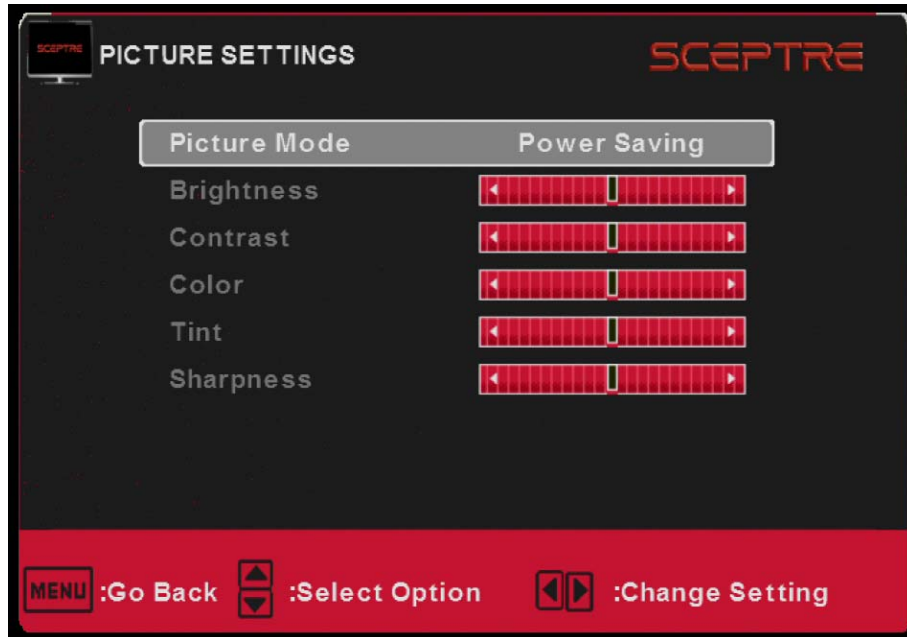 SCEPTRE
PICTURE SETTINGS
SCEPTRE
Picture Mode Power Saving
Brightness
Contrast
Color
Tint
Sharpness
MENU :Go Back :Select Option :Change Setting